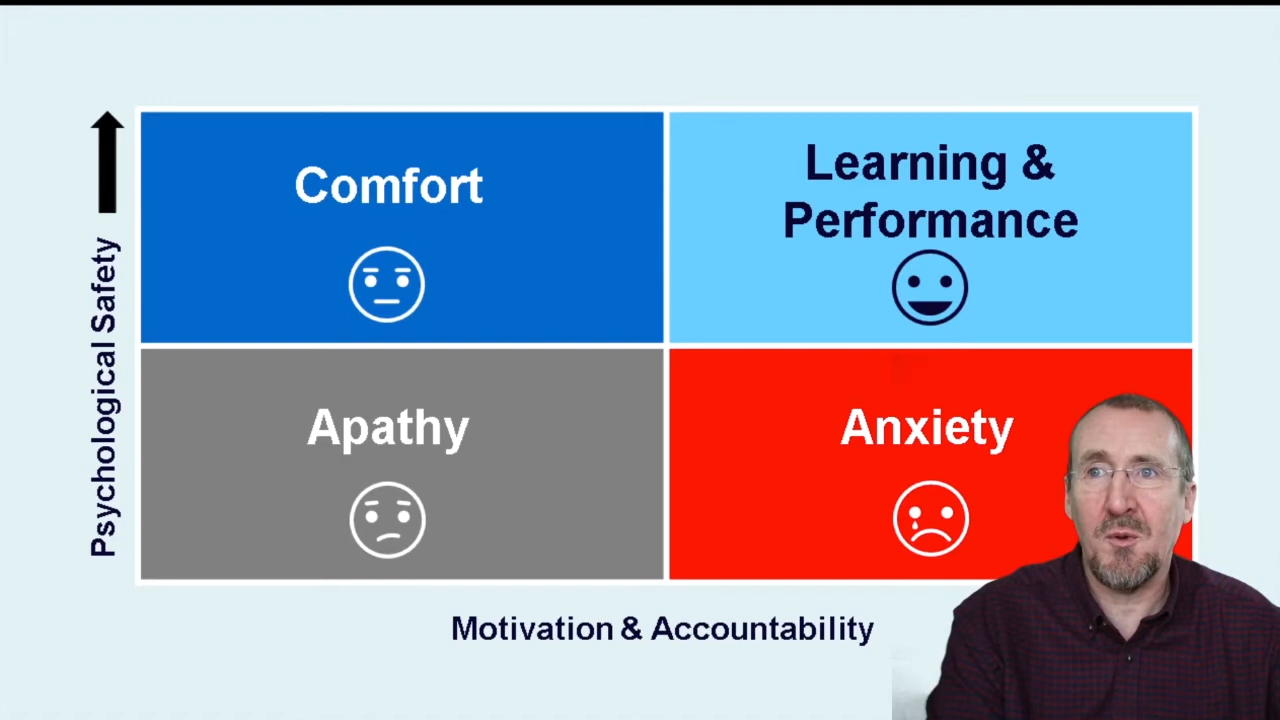 Comfort
Learning &
Performance
Apathy
Anxiety
Psychological Safety
Motivation & Accountability